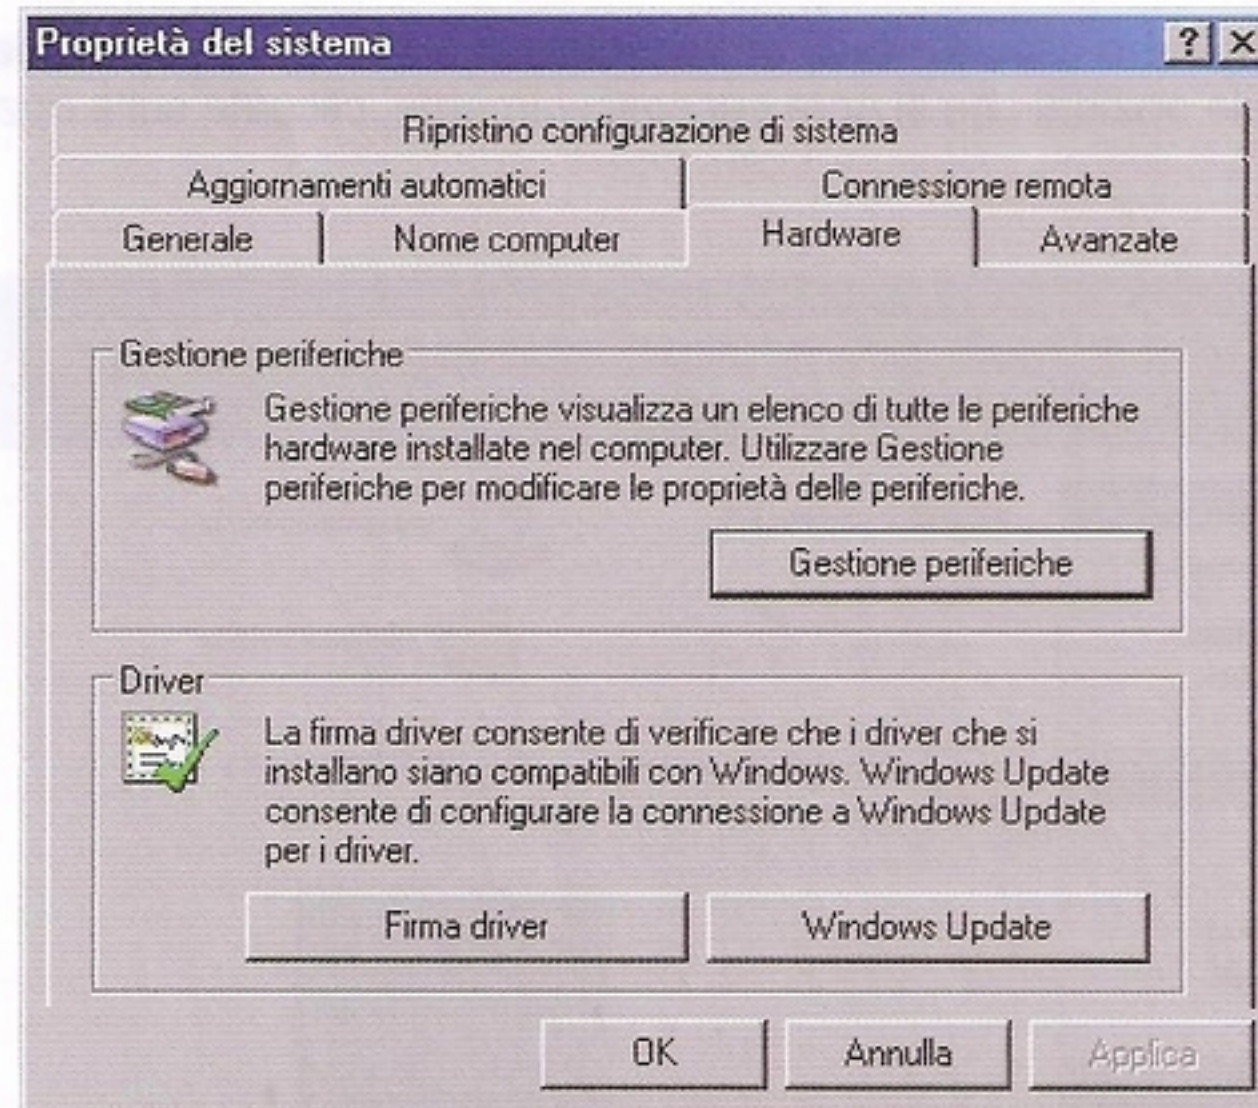 Proprietà del sistema
Ripristino configurazione di sistema
Aggiornamenti automatici
Connessione remota
Generale
Nome computer
Hardware
Avanzate
Gestione periferiche
Gestione periferiche visualizza un elenco di tutte le periferiche
hardware installate nel computer. Utilizzare Gestione
periferiche per modificare le proprietà delle periferiche.
Gestione periferiche
Driver
La firma driver consente di verificare che i driver che si
installano siano compatibili con Windows. Windows Update
consente di configurare la connessione a Windows Update
per i driver.
Firma driver
Windows Update
OK
Annulla
Applica